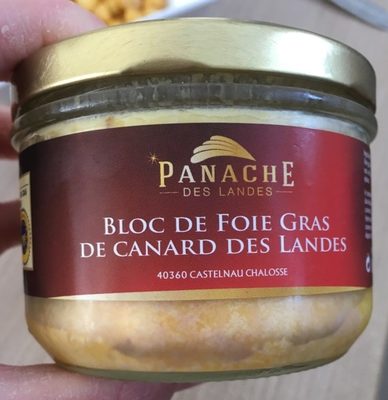 PANACHE
DES LANDES
BLOC DE FOIE GRAS
DE CANARD DES LANDES
40360 CASTELNAU CHALOSSE